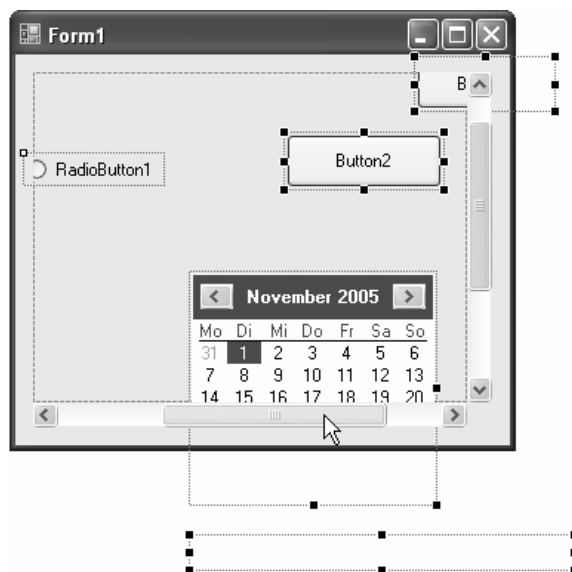 Form1
B
RadioButton1
Button2
November 2005
Mo Di Mi Do Fr Sa So
31 1 2 3 4 5 6
7 8 9 10 11 12 13
14 15 16 17 18 19 20